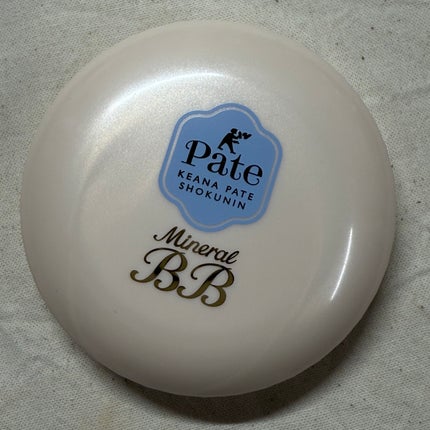 Pate
KEANA PATE
SHOKUNIN
Mineral
BB